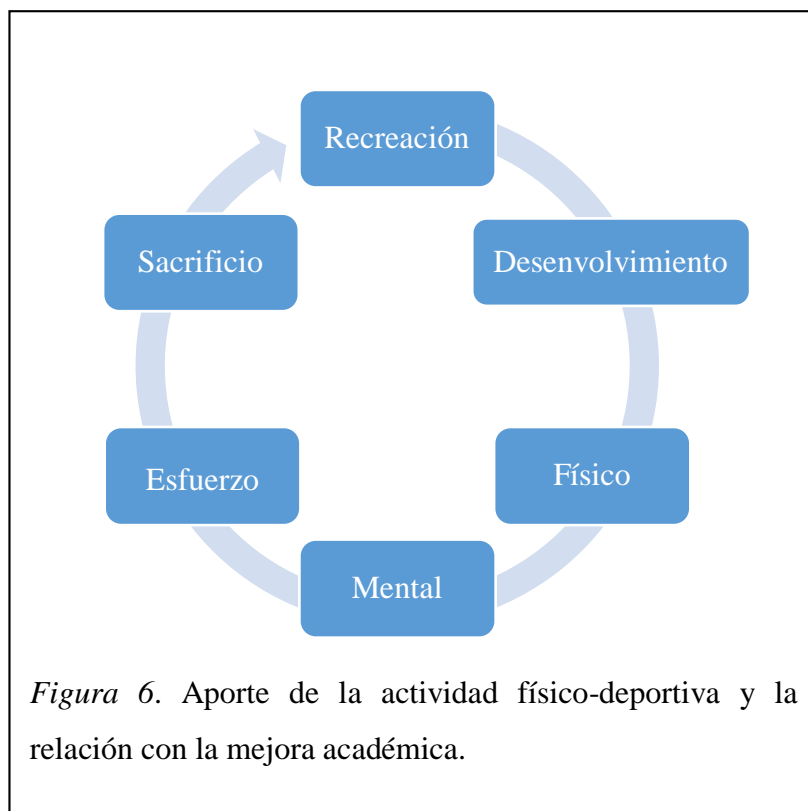 Recreación
Desenvolvimiento
Físico
Mental
Esfuerzo
Sacrificio
Figura 6. Aporte de la actividad físico-deportiva y la
relación con la mejora académica.